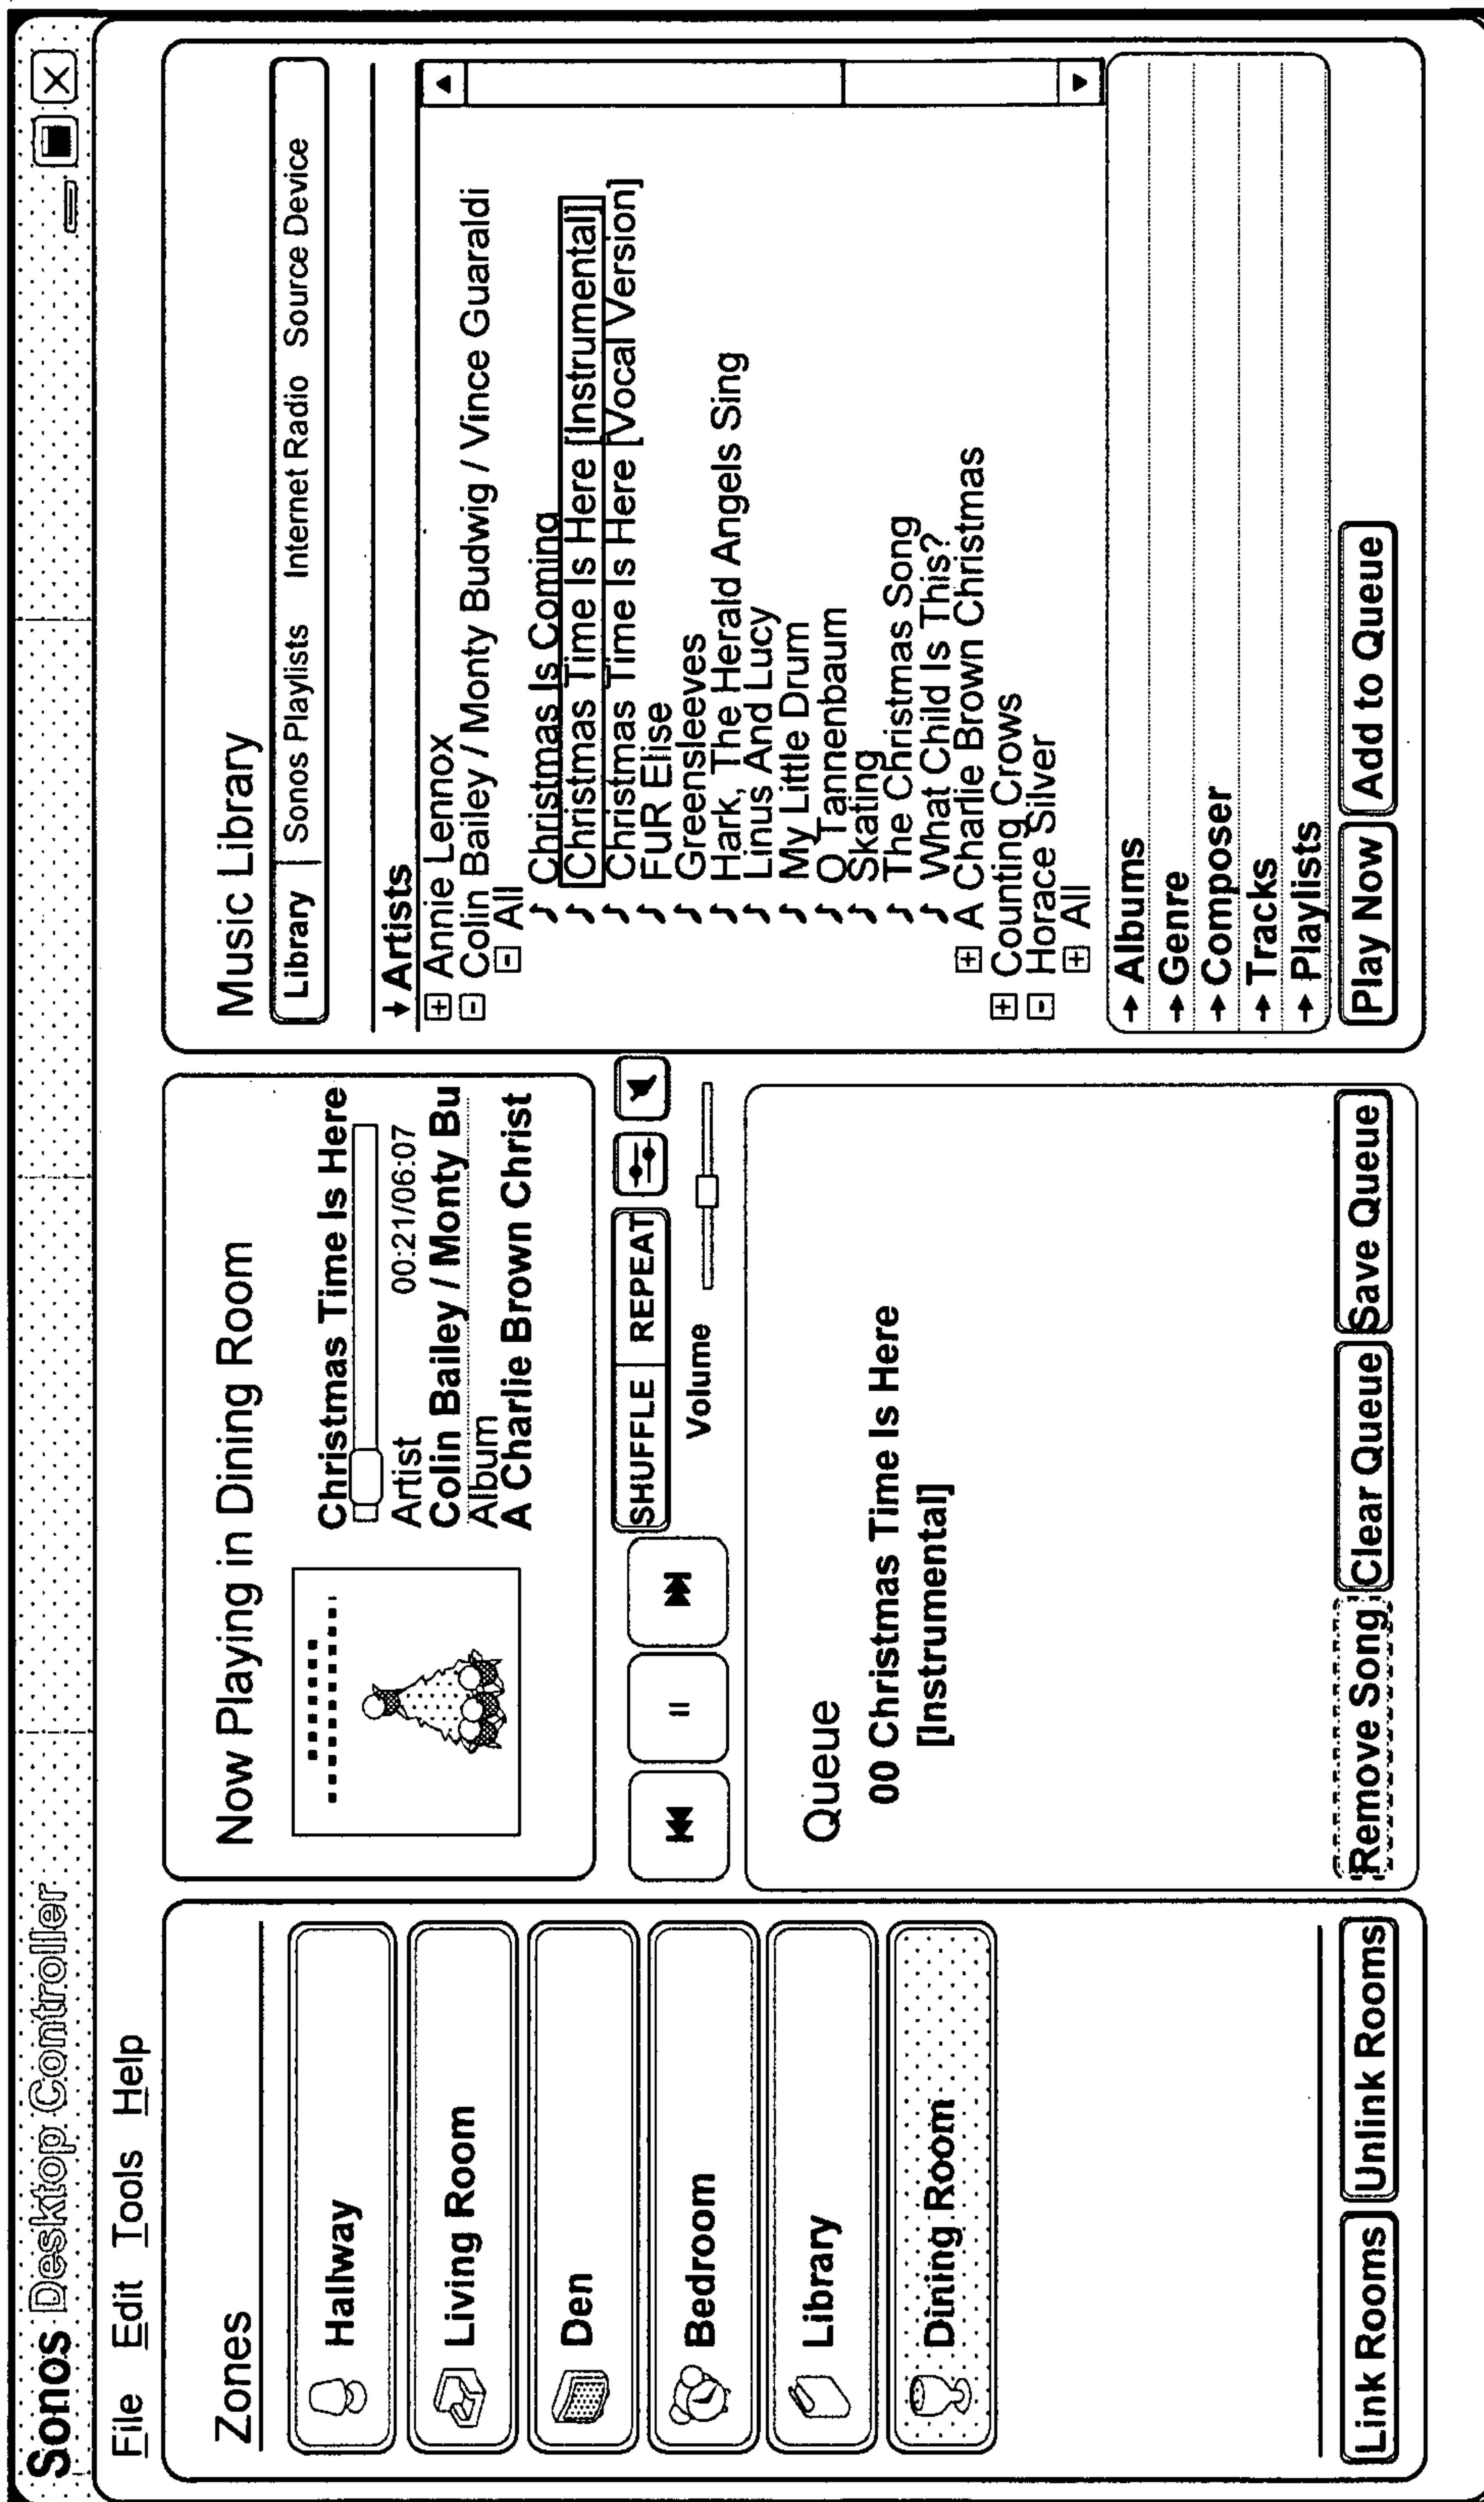 Sonos Desktop Controller
File Edit Tools Help
Zones
Hallway
Living Room
Den
Bedroom
Library
Dining Room
Link Rooms Unlink Rooms
Now Playing in Dining Room
Christmas Time Is Here
00:21/06:07
Artist
Colin Bailey / Monty Bu
Album
A Charlie Brown Christ
SHUFFLE REPEAT
Volume
Queue
00 Christmas Time Is Here
[Instrumental]
Remove Song Clear Queue Save Queue
Music Library
Library Sonos Playlists Internet Radio Source Device
Artists
Annie Lennox
Colin Bailey / Monty Budwig / Vince Guaraldi
All
Christmas Is Coming
Christmas Time Is Here [Instrumental]
Christmas Time Is Here [Vocal Version]
FuR Elise
Greensleeves
Hark, The Herald Angels Sing
Linus And Lucy
My Little Drum
O Tannenbaum
Skating
The Christmas Song
What Child Is This?
A Charlie Brown Christmas
Counting Crows
Horace Silver
All
Albums
Genre
Composer
Tracks
Playlists
Play Now Add to Queue